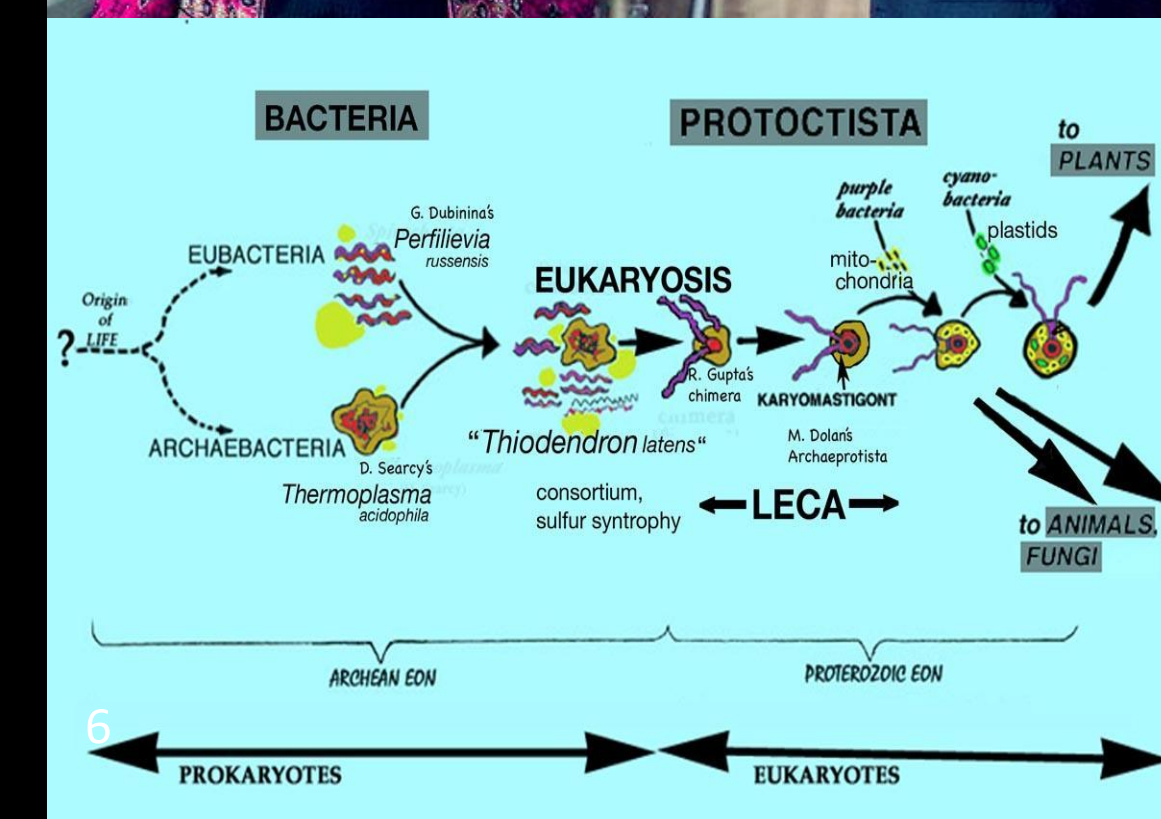 BACTERIA
PROTOCTISTA
to
PLANTS
purple
bacteria
cyano-
bacteria
plastids
mito-
chondria
G. Dubinina's
Perfilievia
russensis
EUBACTERIA
EUKARYOSIS
Origin
of
LIFE
?
ARCHAEBACTERIA
D. Searcy's
Thermoplasma
acidophila
"Thiodendron latens"
consortium,
sulfur syntrophy
R. Gupta's
chimera
chimera
KARYOMASTIGONT
M. Dolan's
Archaeprotista
LECA
to ANIMALS,
FUNGI
ARCHEAN EON
PROTEROZOIC EON
6
PROKARYOTES
EUKARYOTES